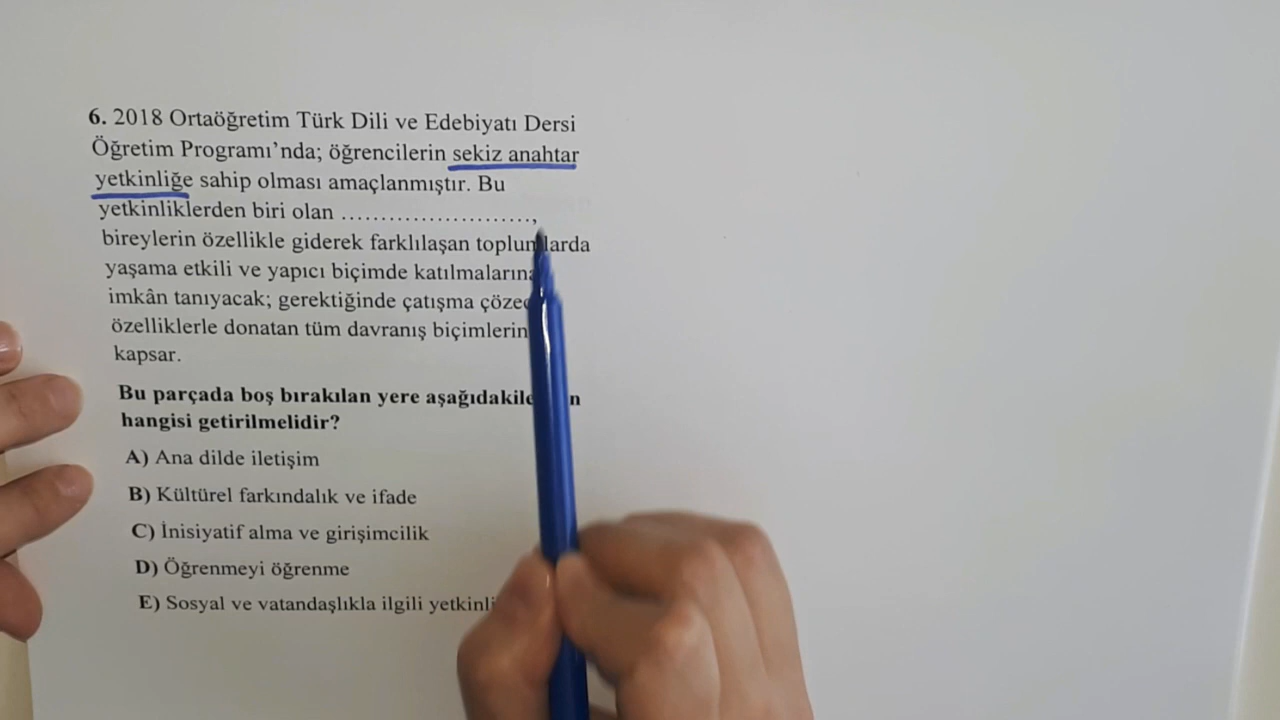 6. 2018 Ortaöğretim Türk Dili ve Edebiyatı Dersi
Öğretim Programı’nda; öğrencilerin sekiz anahtar
yetkinliğe sahip olması amaçlanmıştır. Bu
yetkinliklerden biri olan ........................,
bireylerin özellikle giderek farklılaşan toplumlarda
yaşama etkili ve yapıcı biçimde katılmalarına
imkân tanıyacak; gerektiğinde çatışma
özelliklerle donatan tüm davranış
kapsar.
Bu parçada boş bırakılan yere
hangisi getirilmelidir?
A) Ana dilde iletişim
B) Kültürel farkındalık ve ifade
C) İnisiyatif alma ve girişimcilik
D) Öğrenmeyi öğrenme
E) Sosyal ve vatandaşlıkla ilgili